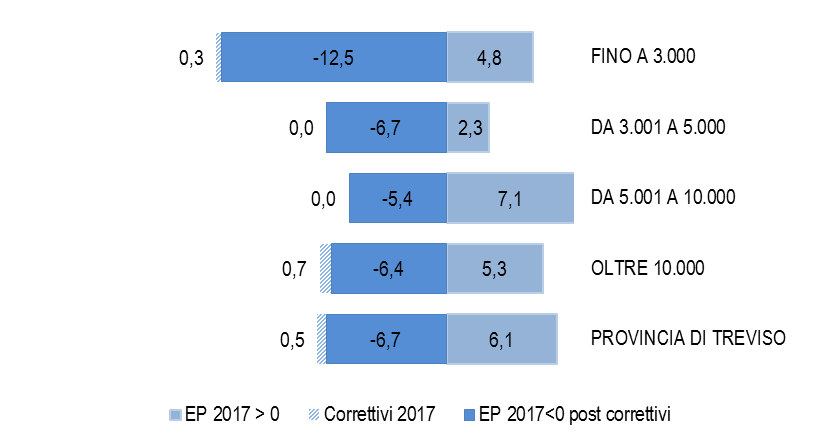 0,3 -12,5 4,8 FINO A 3.000
0,0 -6,7 2,3 DA 3.001 A 5.000
0,0 -5,4 7,1 DA 5.001 A 10.000
0,7 -6,4 5,3 OLTRE 10.000
0,5 -6,7 6,1 PROVINCIA DI TREVISO
EP 2017 > 0 Correttivi 2017 EP 2017<0 post correttivi